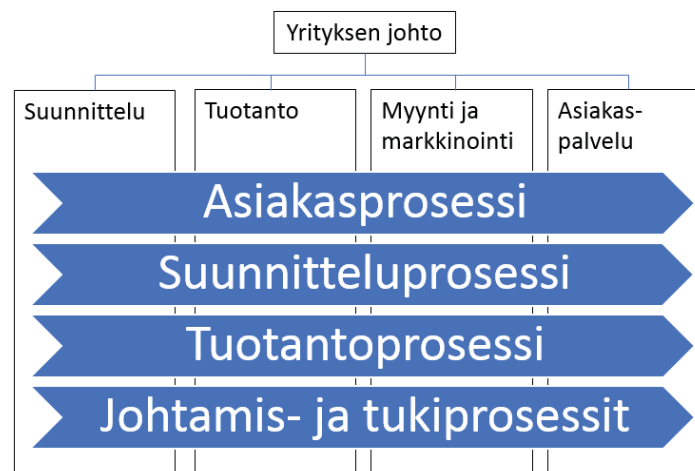 Yrityksen johto
Suunnittelu
Tuotanto
Myynti ja
markkinointi
Asiakas-
palvelu
Asiakasprosessi
Suunnitteluprosessi
Tuotantoprosessi
Johtamis- ja tukiprosessit